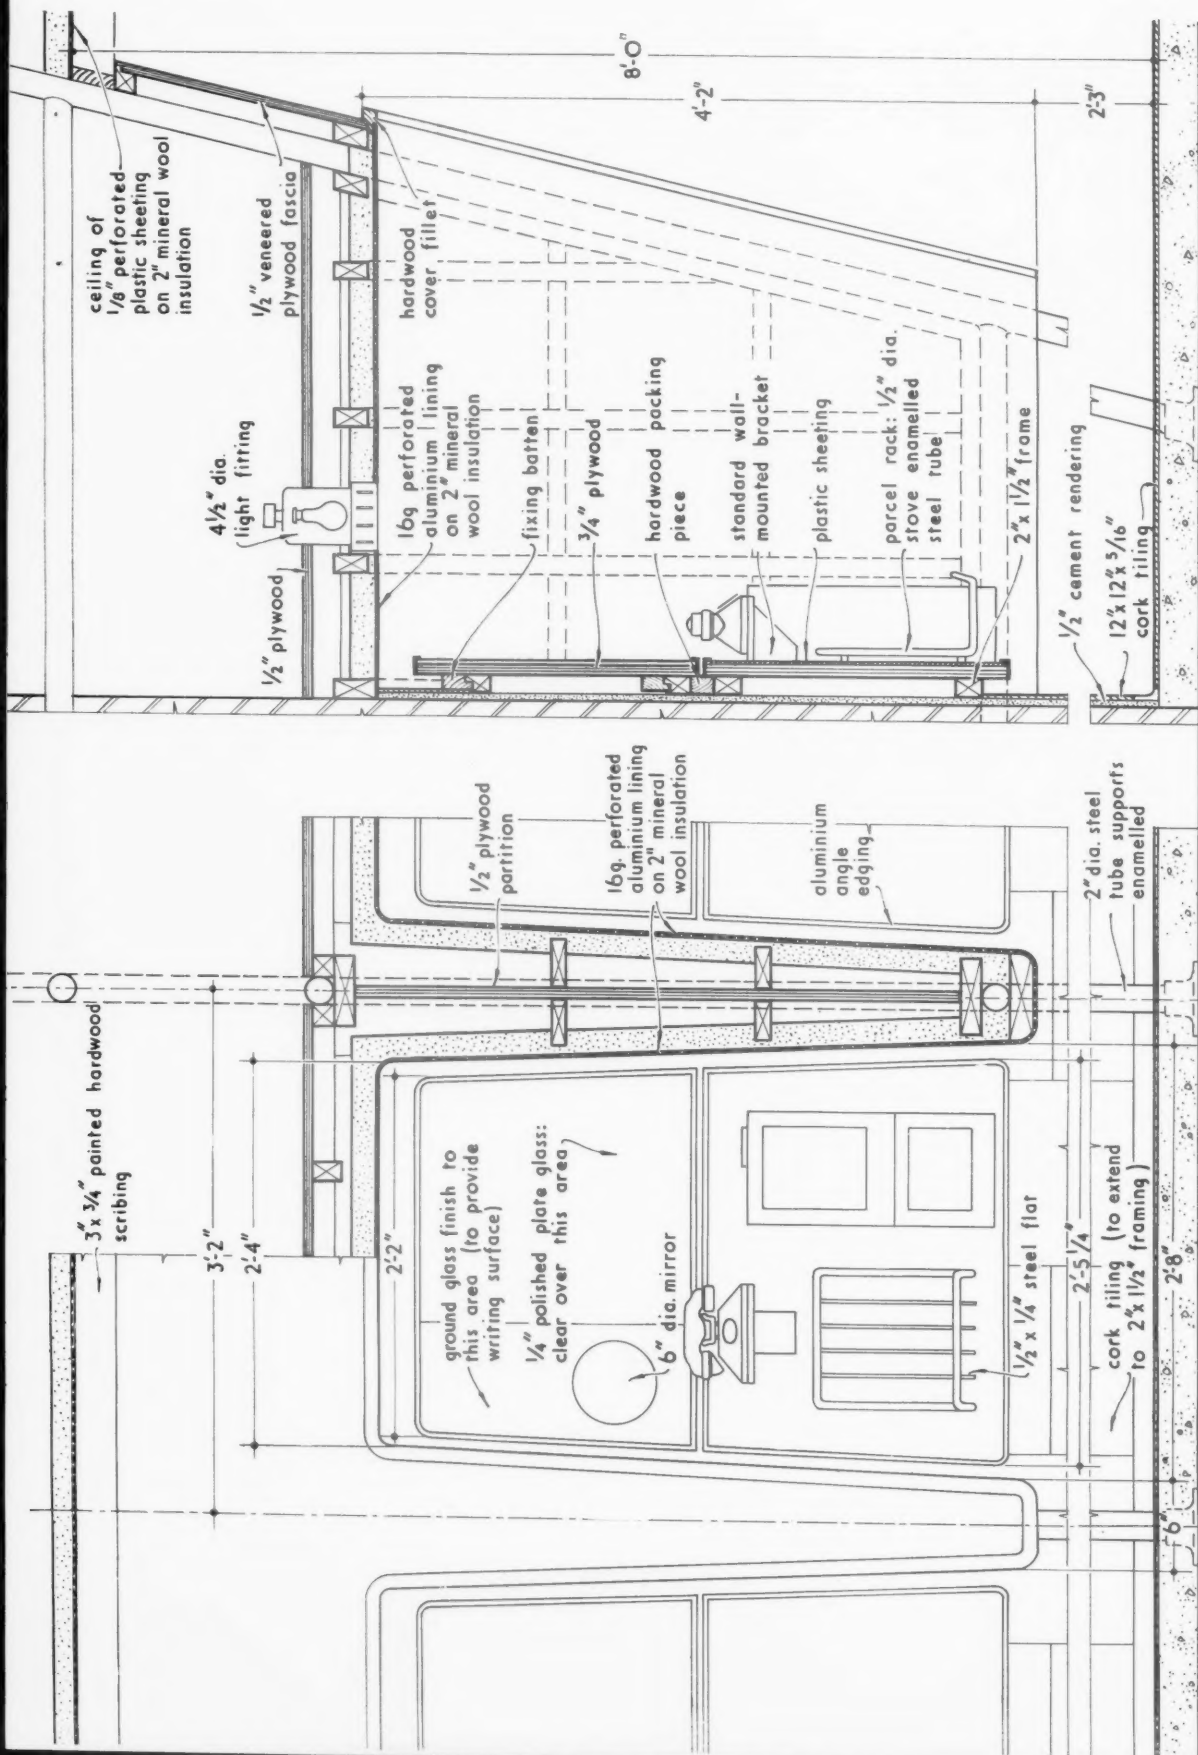 3" x 3/4" painted hardwood
scribing
3'-2"
2'-4"
2'-2"
ground glass finish to
this area (to provide
writing surface)
1/4" polished plate glass:
clear over this area
6" dia. mirror
1/2" x 1/4" steel flat
cork tiling (to extend
to 2" x 1 1/2" framing)
2'-5 1/4"
2'-8"
6"
1/2" plywood
partition
16g. perforated
aluminium lining
on 2" mineral
wool insulation
aluminium
angle
edging
2" dia. steel
tube supports
enamelled
ceiling of
1/8" perforated
plastic sheeting
on 2" mineral wool
insulation
1/2" veneered
plywood fascia
4 1/2" dia.
light fitting
1/2" plywood
hardwood
cover fillet
16g perforated
aluminium lining
on 2" mineral
wool insulation
fixing batten
3/4" plywood
hardwood packing
piece
standard wall-
mounted bracket
plastic sheeting
parcel rack: 1/2" dia.
stove enamelled
steel tube
2" x 1 1/2" frame
1/2" cement rendering
12" x 12" x 5/16"
cork tiling
8'-0"
4'-2"
2'-3"